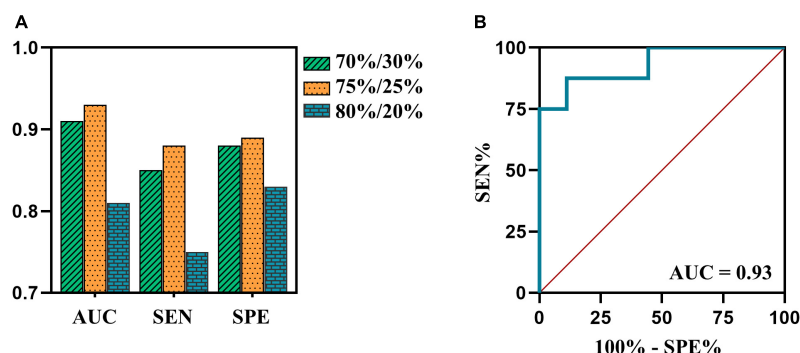 A
1.0
0.9
0.8
0.7
AUC
SEN
SPE
70%/30%
75%/25%
80%/20%
B
SEN%
100
75
50
25
0
AUC = 0.93
0
25
50
75
100
100% - SPE%